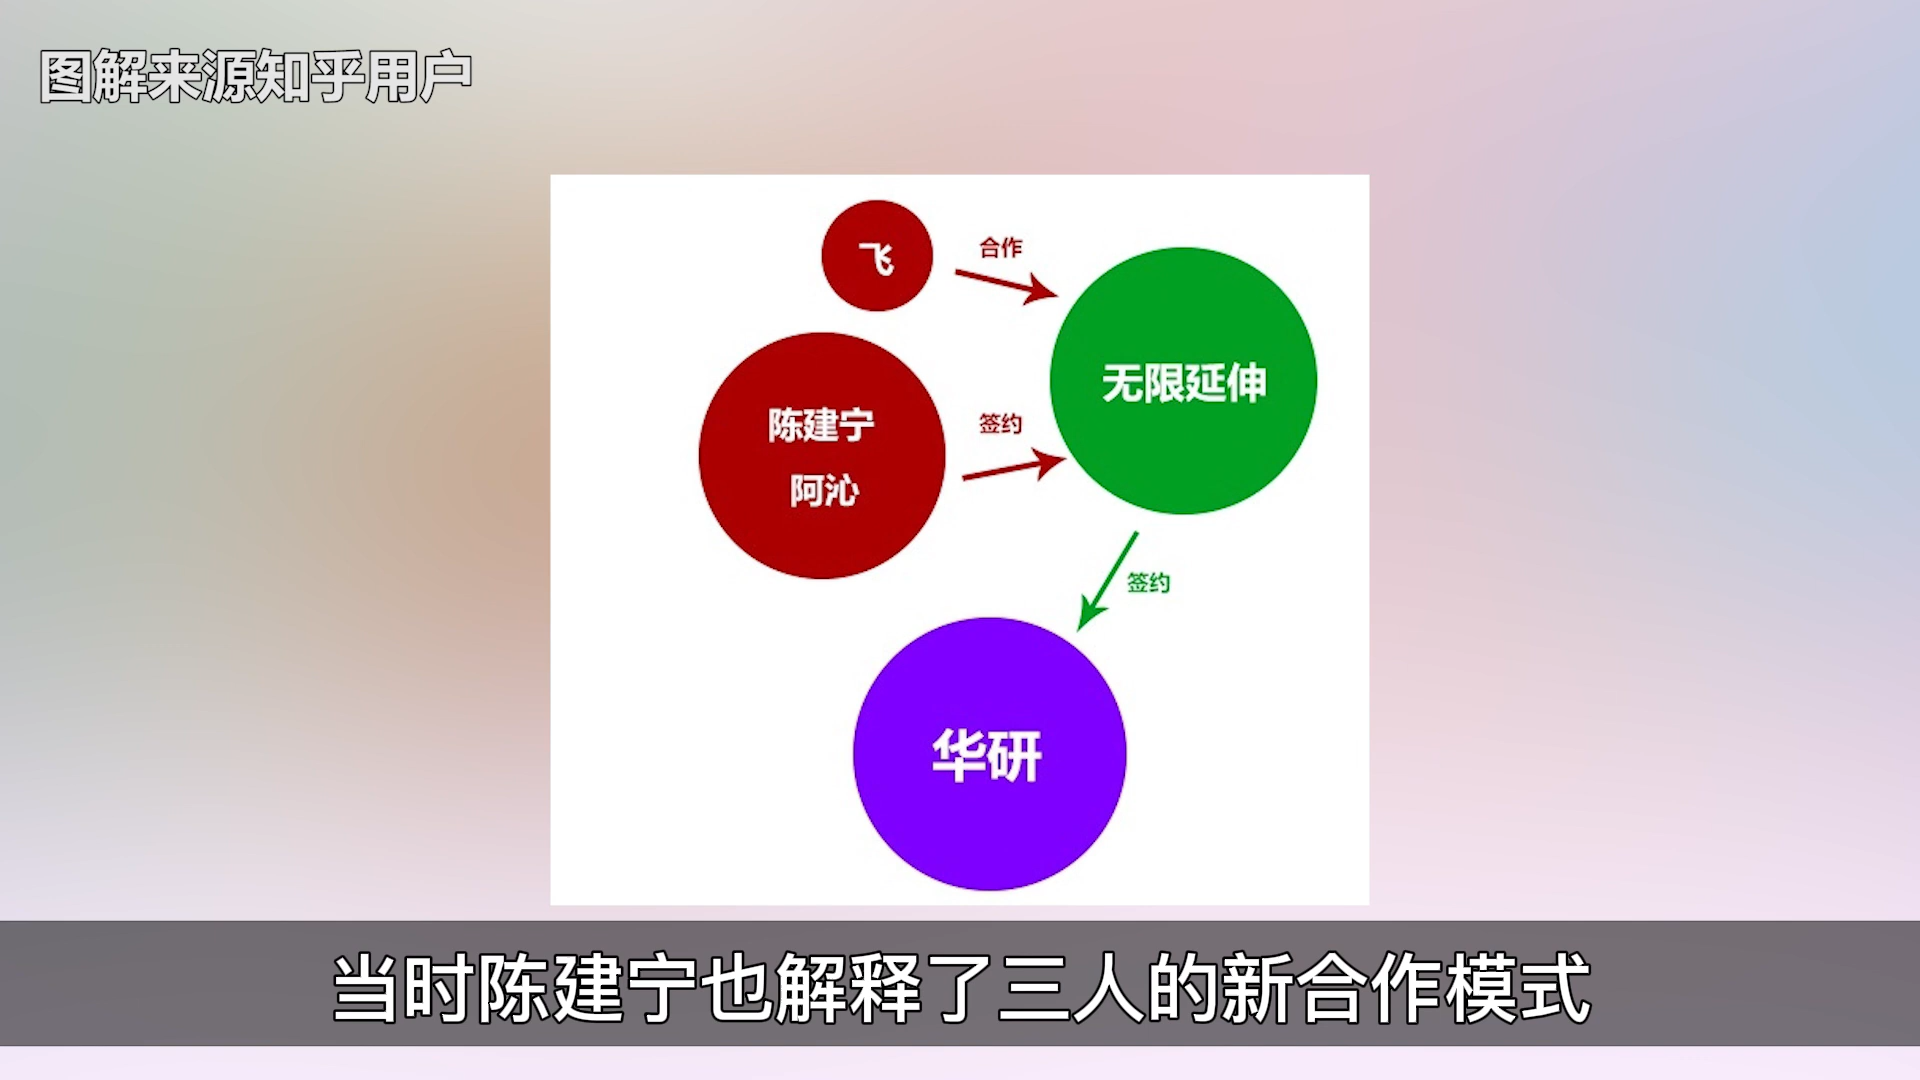 图解来源知乎用户
飞
合作
无限延伸
陈建宁
阿沁
签约
签约
华研
当时陈建宁也解释了三人的新合作模式